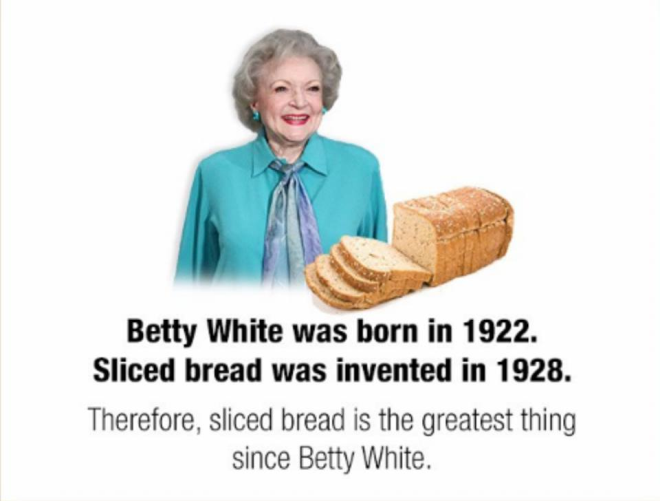 Betty White was born in 1922.
Sliced bread was invented in 1928.
Therefore, sliced bread is the greatest thing
since Betty White.